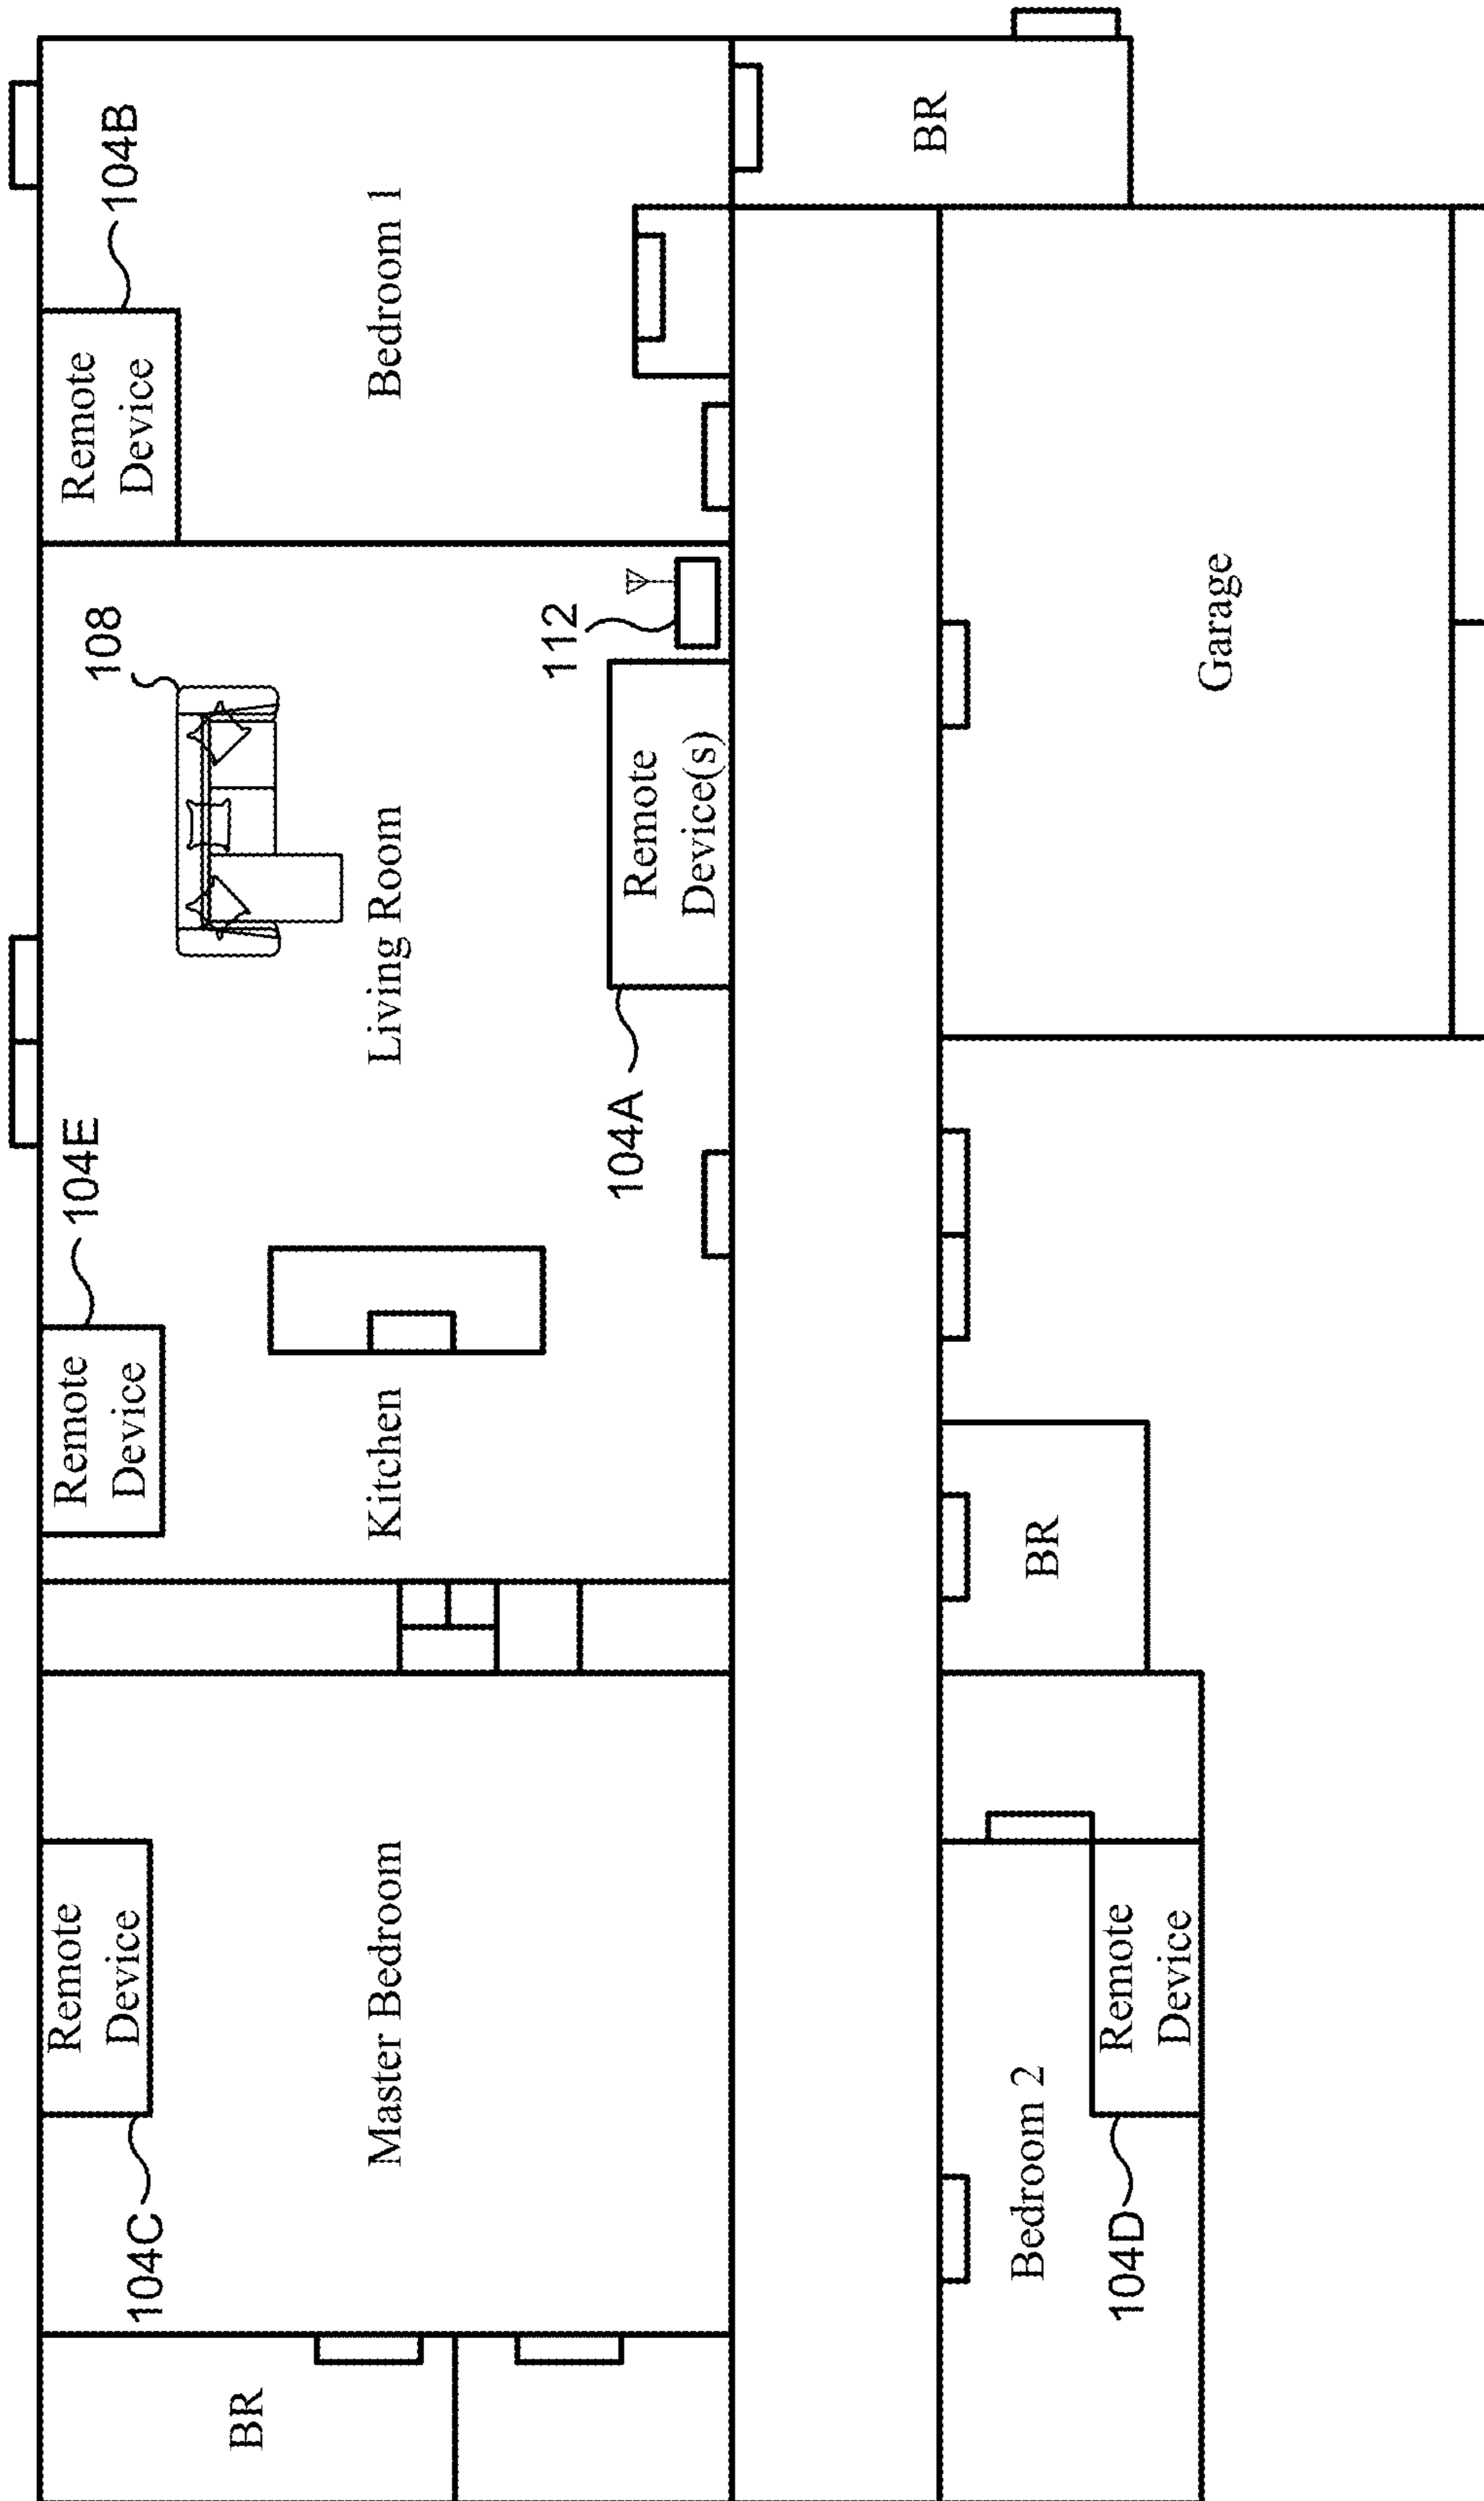 Remote
Device
104C
Remote
Device
104E
108
Remote
Device
104B
BR
Master Bedroom
Kitchen
Living Room
Bedroom 1
112
104A
Remote
Device(s)
BR
Bedroom 2
BR
104D
Remote
Device
Garage